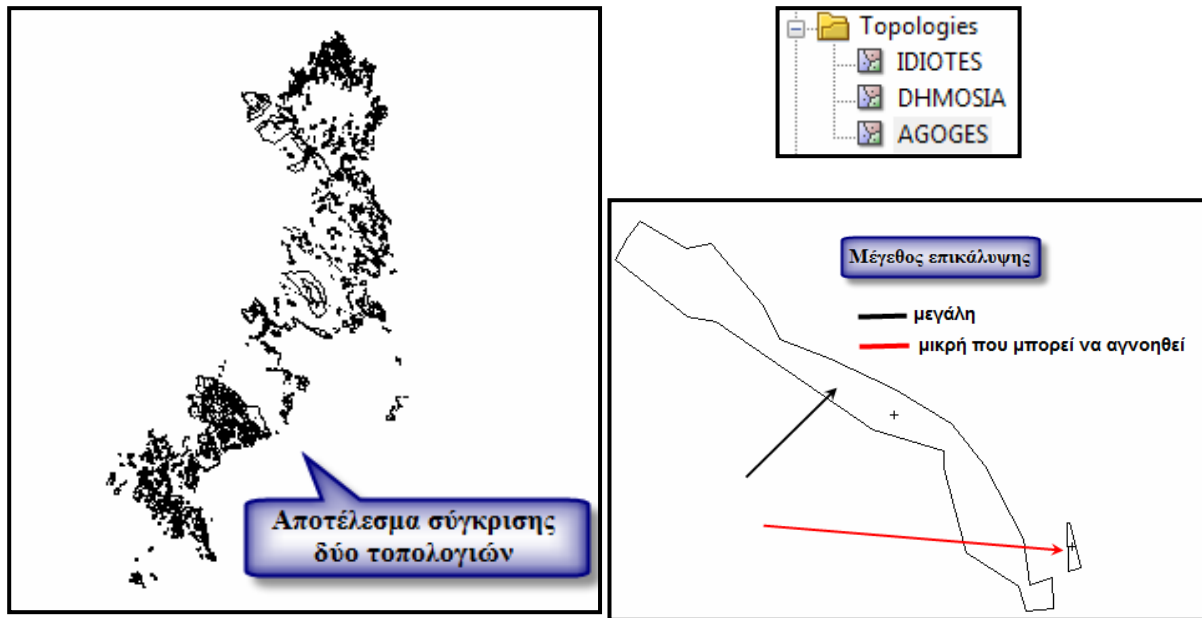 Αποτέλεσμα σύγκρισης
δύο τοπολογιών
Topologies
IDIOTES
DHMOSIA
AGOGES
Μέγεθος επικάλυψης
μεγάλη
μικρή που μπορεί να αγνοηθεί